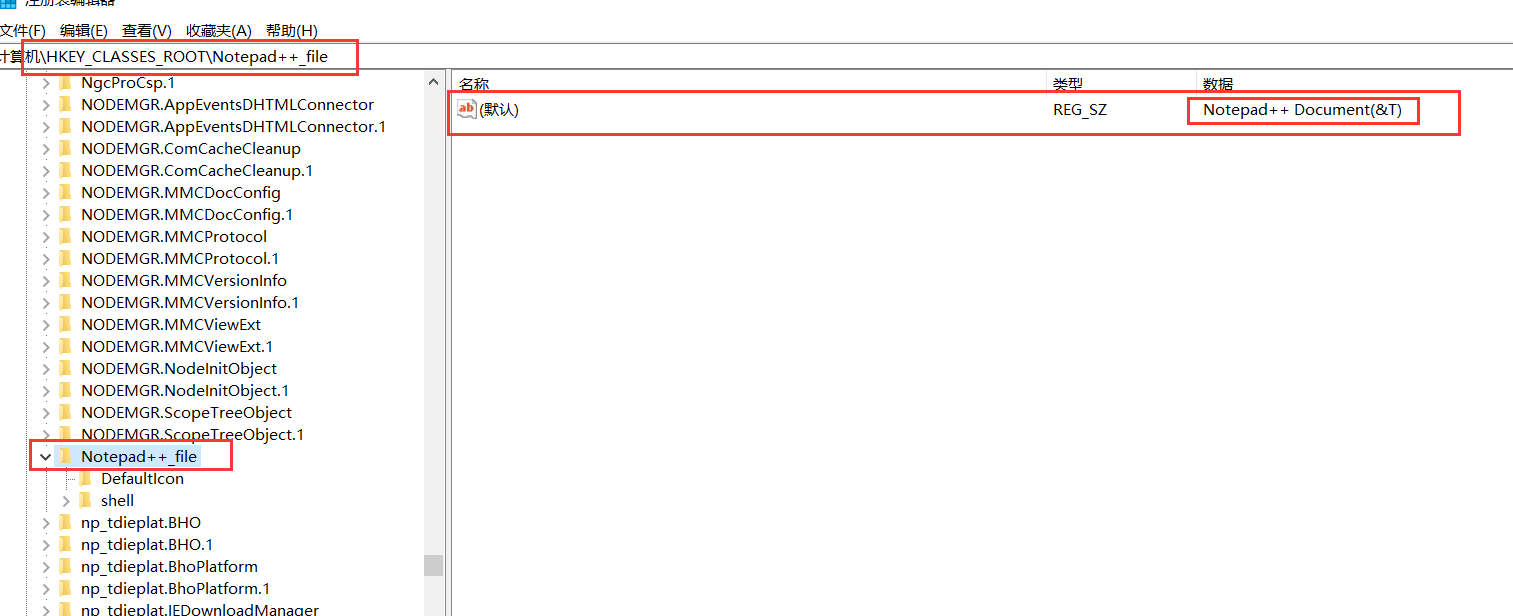 注册表编辑器
文件(F) 编辑(E) 查看(V) 收藏夹(A) 帮助(H)
计算机\HKEY_CLASSES_ROOT\Notepad++_file
名称 类型 数据
(默认) REG_SZ Notepad++ Document(&T)
NgcProCsp.1
NODEMGR.AppEventsDHTMLConnector
NODEMGR.AppEventsDHTMLConnector.1
NODEMGR.ComCacheCleanup
NODEMGR.ComCacheCleanup.1
NODEMGR.MMCDocConfig
NODEMGR.MMCDocConfig.1
NODEMGR.MMCProtocol
NODEMGR.MMCProtocol.1
NODEMGR.MMCVersionInfo
NODEMGR.MMCVersionInfo.1
NODEMGR.MMCViewExt
NODEMGR.MMCViewExt.1
NODEMGR.NodeInitObject
NODEMGR.NodeInitObject.1
NODEMGR.ScopeTreeObject
NODEMGR.ScopeTreeObject.1
Notepad++_file
DefaultIcon
shell
np_tdieplat.BHO
np_tdieplat.BHO.1
np_tdieplat.BhoPlatform
np_tdieplat.BhoPlatform.1
np_tdieplat.IEDownloadManager